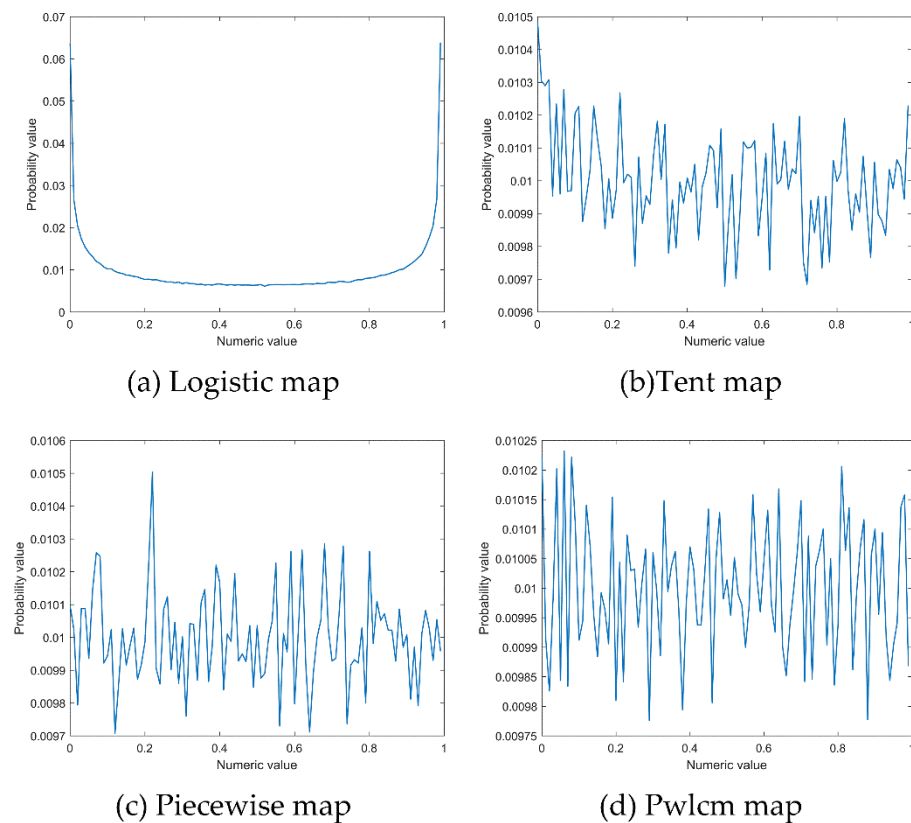 0.07
0.06
0.05
0.04
0.03
0.02
0.01
0
Probability value
0 0.2 0.4 0.6 0.8 1
Numeric value
(a) Logistic map
0.0105
0.0104
0.0103
0.0102
0.0101
0.01
0.0099
0.0098
0.0097
0.0096
Probability value
0 0.2 0.4 0.6 0.8 1
Numeric value
(b)Tent map
0.0106
0.0105
0.0104
0.0103
0.0102
0.0101
0.01
0.0099
0.0098
0.0097
Probability value
0 0.2 0.4 0.6 0.8 1
Numeric value
(c) Piecewise map
0.01025
0.0102
0.01015
0.0101
0.01005
0.01
0.00995
0.0099
0.00985
0.0098
0.00975
Probability value
0 0.2 0.4 0.6 0.8 1
Numeric value
(d) Pwlcm map